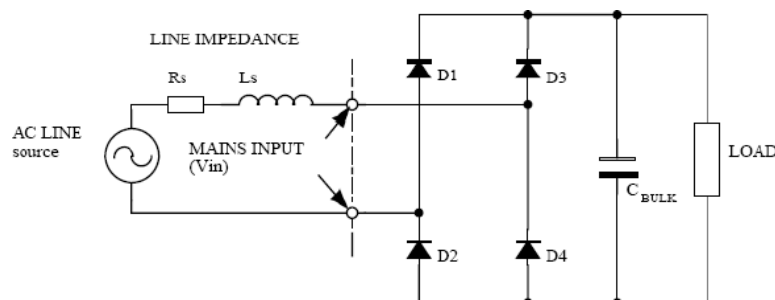 LINE IMPEDANCE
Rs
Ls
D1
D3
AC LINE
source
MAINS INPUT
(Vin)
LOAD
C BULK
D2
D4